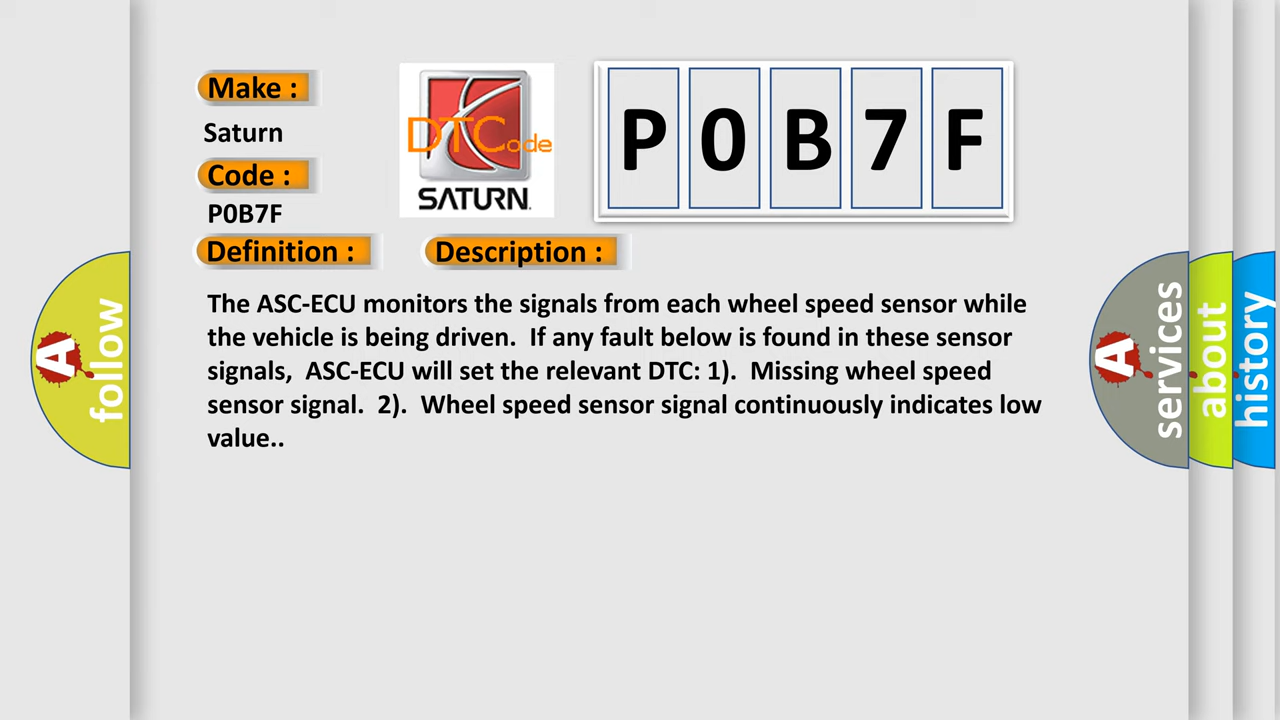 Make :
Saturn
Code :
P0B7F
Definition :
Description :
DTCode
SATURN
P0B7F
The ASC-ECU monitors the signals from each wheel speed sensor while
the vehicle is being driven If any fault below is found in these sensor
signals, ASC-ECU will set the relevant DTC: 1) Missing wheel speed
sensor signal. 2) Wheel speed sensor signal continuously indicates low
value..
A follow
A services
about
history